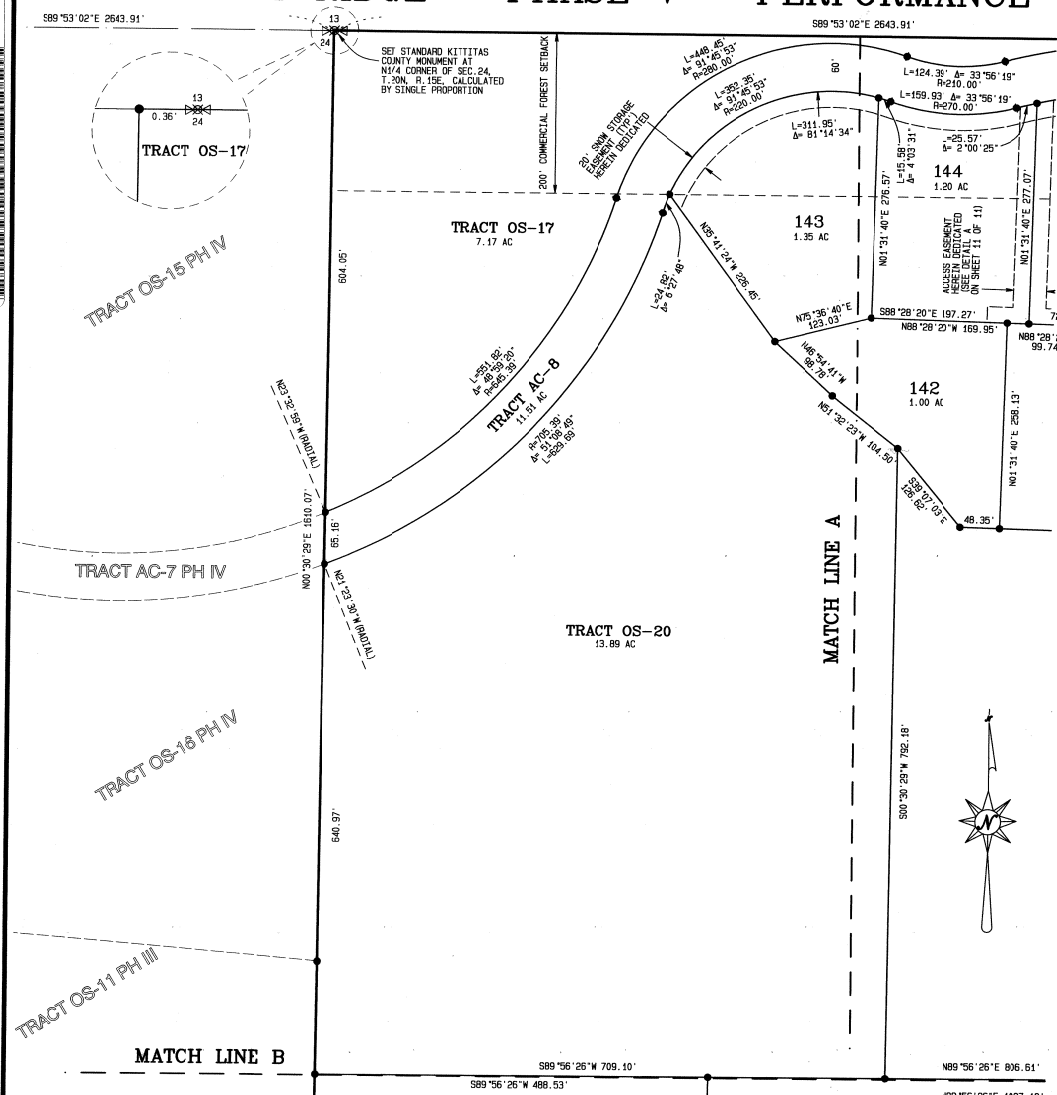 PHASE V PERFORMANCE
S89°53'02"E 2643.91'
13
24
S89°53'02"E 2643.91'
SET STANDARD KITTITAS
COUNTY MONUMENT AT
N1/4 CORNER OF SEC.24,
T.20N, R.15E, CALCULATED
BY SINGLE PROPORTION
13
24
0.36'
TRACT OS-17
200' COMMERCIAL FOREST SETBACK
20' SNOW STORAGE
EASEMENT (TYP)
HEREIN DEDICATED
L=448.45'
Δ= 91°45'53"
R=280.00'
L=352.35'
Δ= 91°45'53"
R=220.00'
60'
L=311.95'
Δ= 81°14'34"
L=124.39' Δ= 33°56'19"
R=210.00'
L=159.93' Δ= 33°56'19"
R=270.00'
L=15.58'
Δ= 4°03'31"
25.57'
Δ= 2°00'25"
144
1.20 AC
143
1.35 AC
N01°31'40"E 276.57'
N01°31'40"E 277.07'
ACCESS EASEMENT
HEREIN DEDICATED
(SEE DETAIL A
ON SHEET 11 OF 11)
TRACT OS-17
7.17 AC
TRACT OS-15 PH IV
604.05'
L=24.82'
Δ= 6°27'48"
N35°41'24"W 226.45'
N75°36'40"E
123.03'
S88°28'20"E 197.27'
N88°28'20"W 169.95'
N88°28'2
99.74
72
N46°54'41"W
98.78'
142
1.00 AC
N51°32'23"W 104.50'
S39°07'03"E
126.62'
48.35'
N01°31'40"E 258.13'
L=551.82'
Δ= 48°59'20"
R=645.39'
TRACT AC-8
11.51 AC
R=705.39'
Δ= 51°08'49"
L=629.69'
N23°32'59"W(RADIAL)
N00°30'29"E 1610.07'
65.16'
TRACT AC-7 PH IV
N21°23'30"W(RADIAL)
MATCH LINE A
TRACT OS-20
13.89 AC
TRACT OS-16 PH IV
640.97'
S00°30'29"W 792.18'
N
TRACT OS-11 PH III
MATCH LINE B
S89°56'26"W 709.10'
S89°56'26"W 488.53'
N89°56'26"E 806.61'